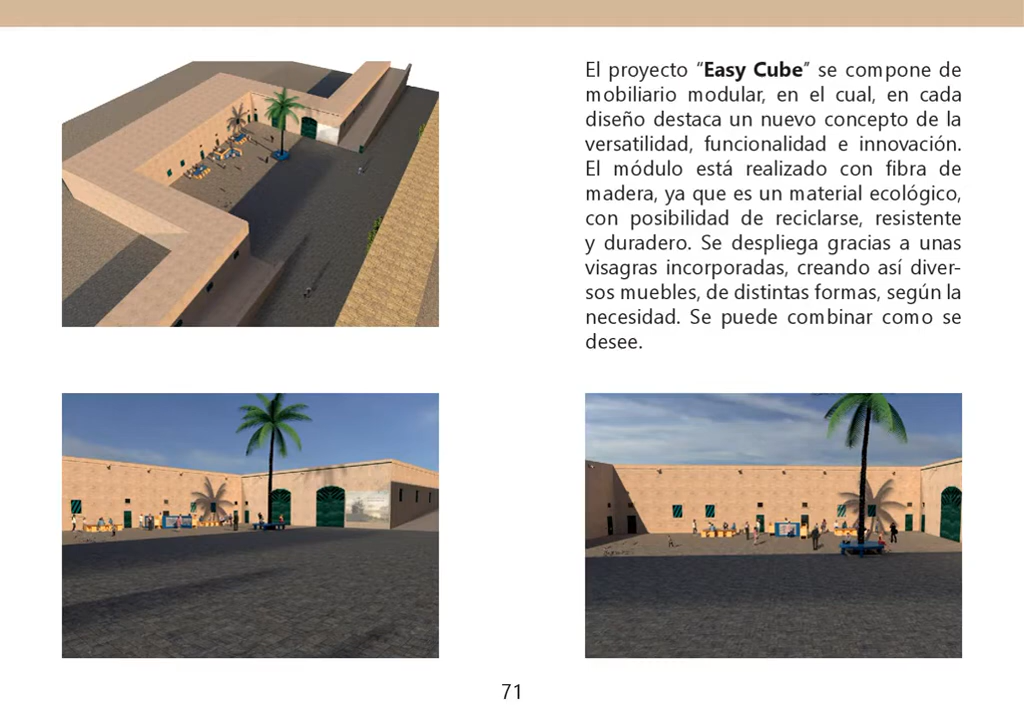 El proyecto “Easy Cube” se compone de
mobiliario modular, en el cual, en cada
diseño destaca un nuevo concepto de la
versatilidad, funcionalidad e innovación.
El módulo está realizado con fibra de
madera, ya que es un material ecológico,
con posibilidad de reciclarse, resistente
y duradero. Se despliega gracias a unas
visagras incorporadas, creando así diver-
sos muebles, de distintas formas, según la
necesidad. Se puede combinar como se
desee.
71